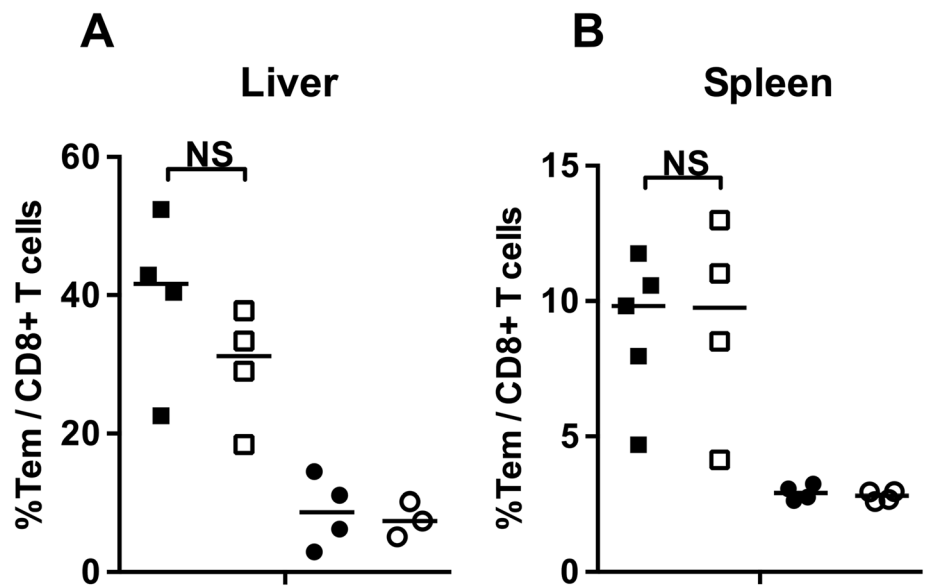 A
Liver
NS
%Tem / CD8+ T cells
60
40
20
0
B
Spleen
NS
%Tem / CD8+ T cells
15
10
5
0